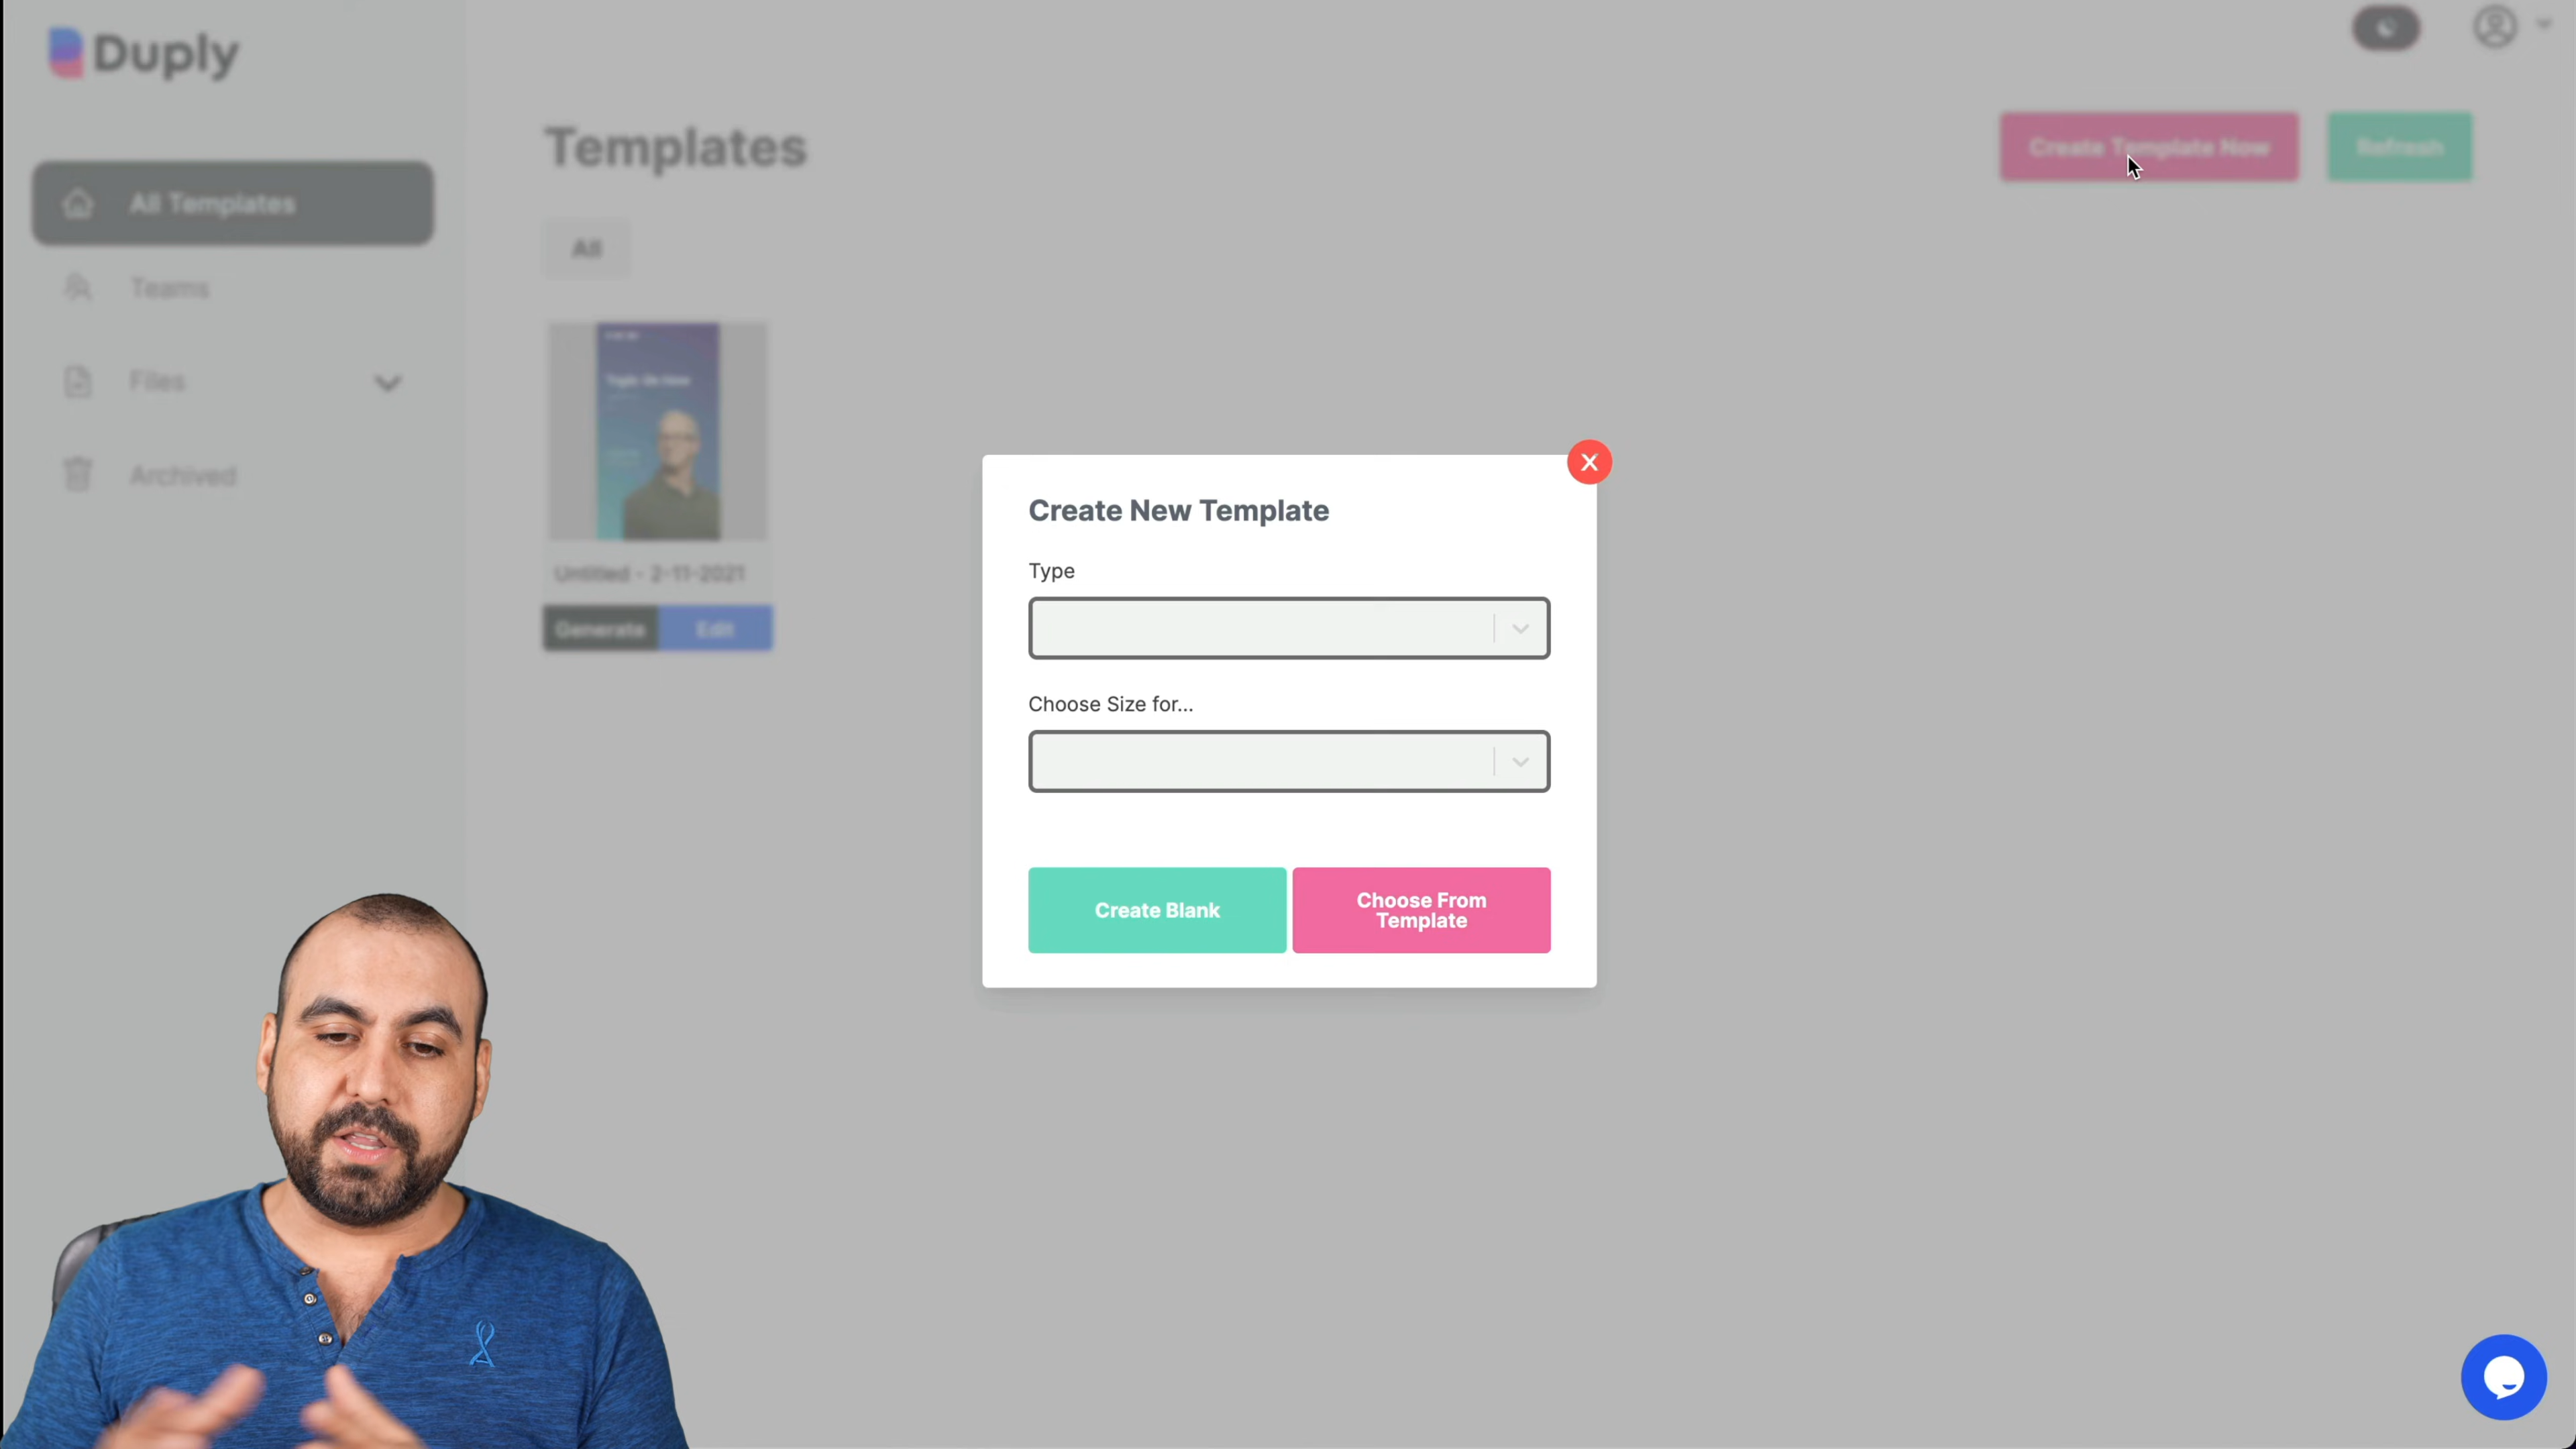 Duply
Templates
Create Template Now
Refresh
All Templates
All
Teams
Files
Archived
Untitled - 2-11-2021
Generate
Edit
Create New Template
X
Type
Choose Size for...
Create Blank
Choose From
Template